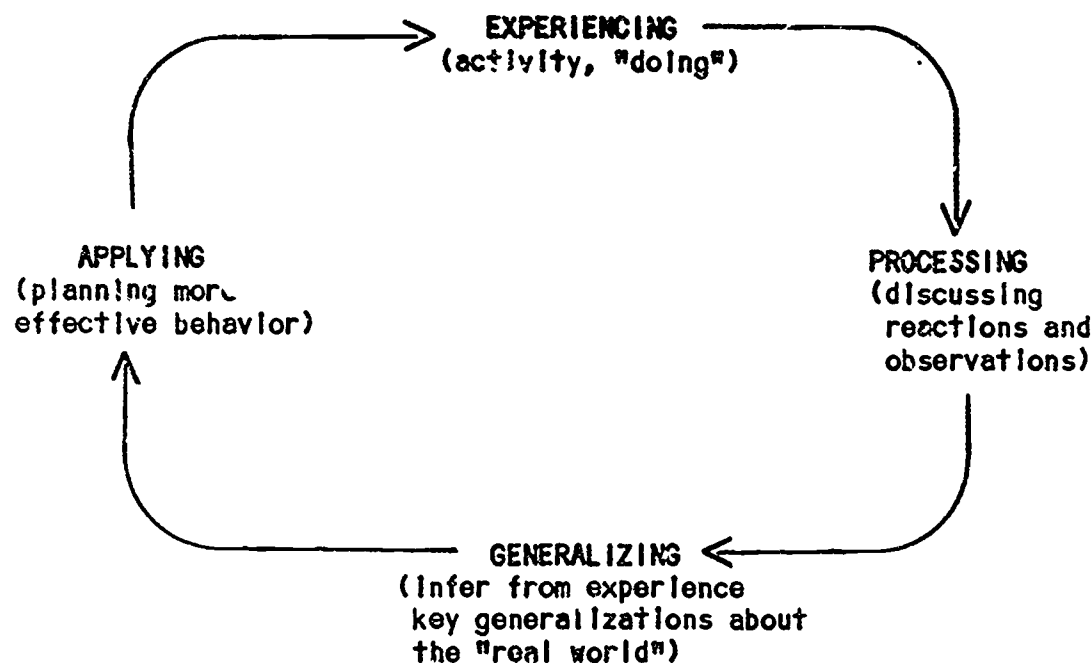 EXPERIENCING
(activity, "doing")
PROCESSING
(discussing
reactions and
observations)
GENERALIZING
(infer from experience
key generalizations about
the "real world")
APPLYING
(planning more
effective behavior)